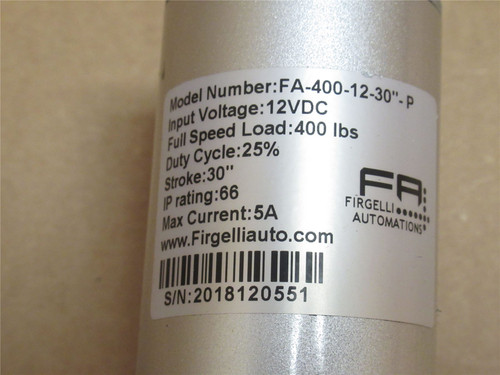 Model Number:FA-400-12-30"- P
Input Voltage:12VDC
Full Speed Load:400 lbs
Duty Cycle:25%
Stroke:30"
IP rating:66
Max Current:5A
www.Firgelliauto.com
S/N:2018120551
FA
FIRGELLI
AUTOMATIONS